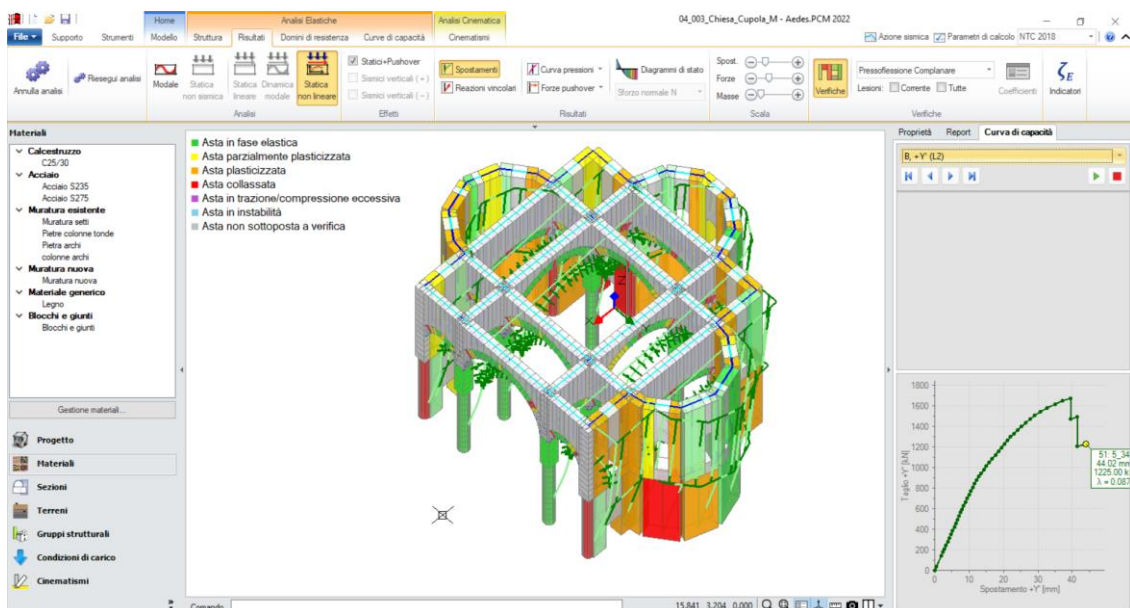 Home
Analisi Elastiche
Analisi Cinematica
04_003_Chiesa_Cupola_M - Aedes.PCM 2022
File
Supporto
Strumenti
Modello
Struttura
Risultati
Domini di resistenza
Curve di capacità
Cinematismi
Azione sismica
Parametri di calcolo
NTC 2018
Annulla analisi
Riesegui analisi
Modale
Statica non sismica
Statica lineare
Dinamica modale
Statica non lineare
Analisi
Statici+Pushover
Sismici verticali (+)
Sismici verticali (−)
Effetti
Spostamenti
Reazioni vincolari
Curva pressioni
Forze pushover
Diagrammi di stato
Sforzo normale N
Risultati
Spost.
Forze
Masse
Scala
Verifiche
Pressoflessione Complanare
Lesioni:
Corrente
Tutte
Coefficienti
Verifiche
ζE
Indicatori
Materiali
Calcestruzzo
C25/30
Acciaio
Acciaio S235
Acciaio S275
Muratura esistente
Muratura setti
Pietre colonne tonde
Pietra archi
colonne archi
Muratura nuova
Muratura nuova
Materiale generico
Legno
Blocchi e giunti
Blocchi e giunti
Gestione materiali...
Progetto
Materiali
Sezioni
Terreni
Gruppi strutturali
Condizioni di carico
Cinematismi
Asta in fase elastica
Asta parzialmente plasticizzata
Asta plasticizzata
Asta collassata
Asta in trazione/compressione eccessiva
Asta in instabilità
Asta non sottoposta a verifica
Z
Comando
15.841 3.204 0.000
Proprietà
Report
Curva di capacità
B, +Y' (L2)
1800
1600
1400
1200
1000
800
600
400
200
0
Taglio +Y' [kN]
0 10 20 30 40
Spostamento +Y' [mm]
51: 5_34
44.02 mm
1225.00 k
λ = 0.087